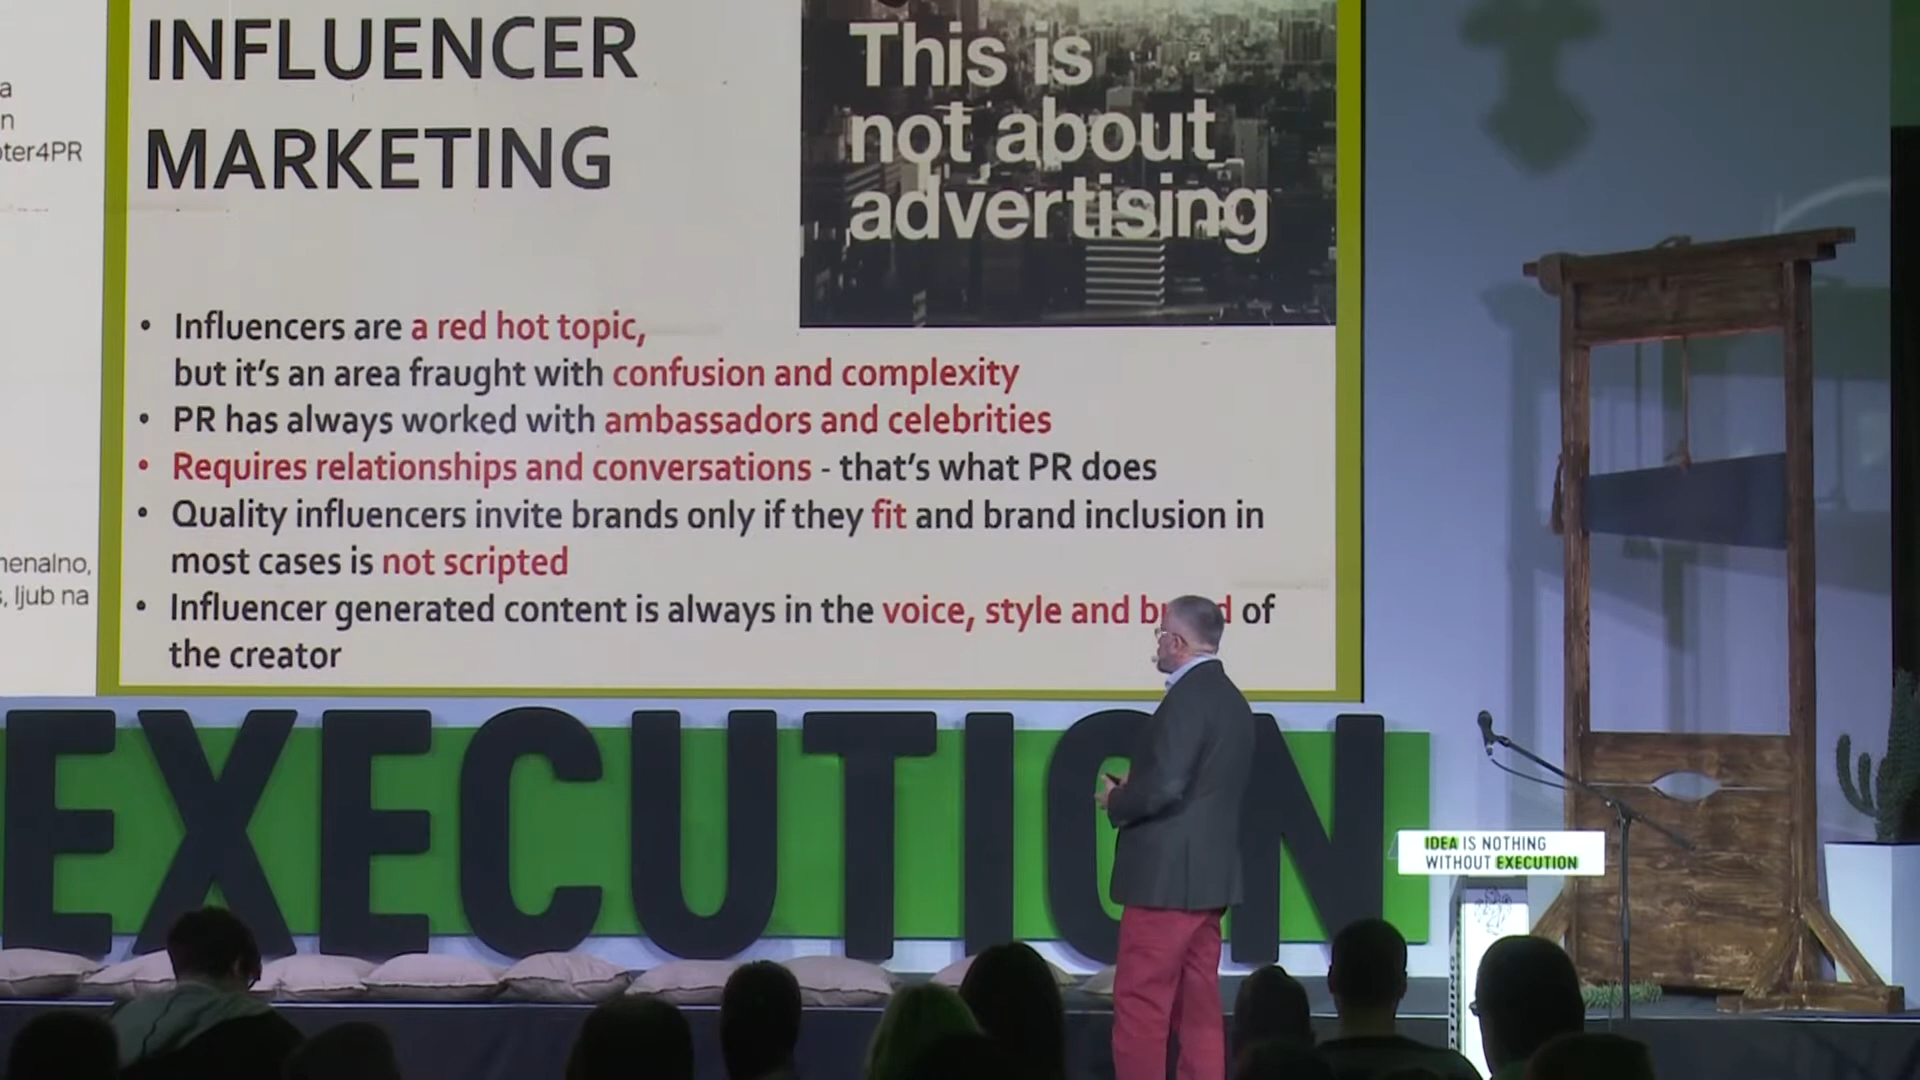 INFLUENCER
MARKETING
This is
not about
advertising
• Influencers are a red hot topic,
but it's an area fraught with confusion and complexity
• PR has always worked with ambassadors and celebrities
• Requires relationships and conversations - that's what PR does
• Quality influencers invite brands only if they fit and brand inclusion in
most cases is not scripted
• Influencer generated content is always in the voice, style and of
the creator
a
n
oter4PR
ljub na
EXECUTION
IDEA IS NOTHING
WITHOUT EXECUTION